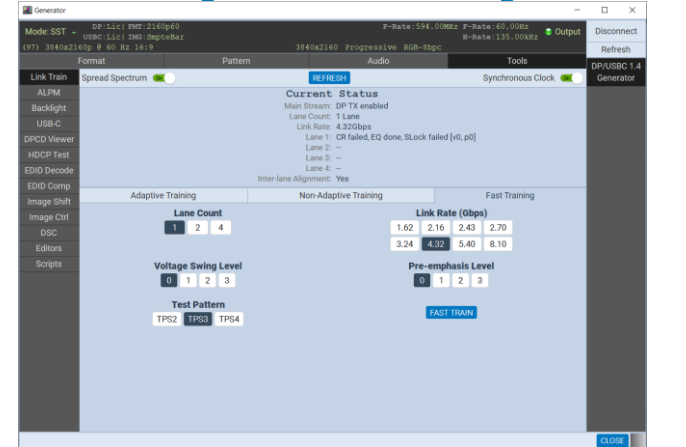 Generator
Mode: SST
DP:Lic| FMT:2160p60
USBC:Lic| IMG:SmpteBar
P-Rate:594.00MHz F-Rate:60.00Hz
H-Rate:135.00kHz
Output
Disconnect
(97) 3840x2160p @ 60 Hz 16:9
3840x2160 Progressive RGB-8bpc
Refresh
Format
Pattern
Audio
Tools
DP/USBC 1.4
Generator
Link Train
ALPM
Backlight
USB-C
DPCD Viewer
HDCP Test
EDID Decode
EDID Comp
Image Shift
Image Ctrl
DSC
Editors
Scripts
Spread Spectrum
REFRESH
Synchronous Clock
Current Status
Main Stream: DP TX enabled
Lane Count: 1 Lane
Link Rate: 4.32Gbps
Lane 1: CR failed, EQ done, SLock failed [v0, p0]
Lane 2: –
Lane 3: –
Lane 4: –
Inter-lane Alignment: Yes
Adaptive Training
Non-Adaptive Training
Fast Training
Lane Count
1 2 4
Link Rate (Gbps)
1.62 2.16 2.43 2.70
3.24 4.32 5.40 8.10
Voltage Swing Level
0 1 2 3
Pre-emphasis Level
0 1 2 3
Test Pattern
TPS2 TPS3 TPS4
FAST TRAIN
CLOSE